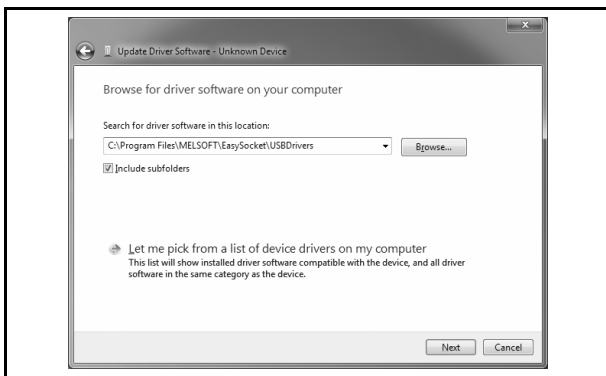 Update Driver Software - Unknown Device
Browse for driver software on your computer
Search for driver software in this location:
C:\Program Files\MELSOFT\EasySocket\USBDrivers
Browse...
Include subfolders
Let me pick from a list of device drivers on my computer
This list will show installed driver software compatible with the device, and all driver
software in the same category as the device.
Next
Cancel